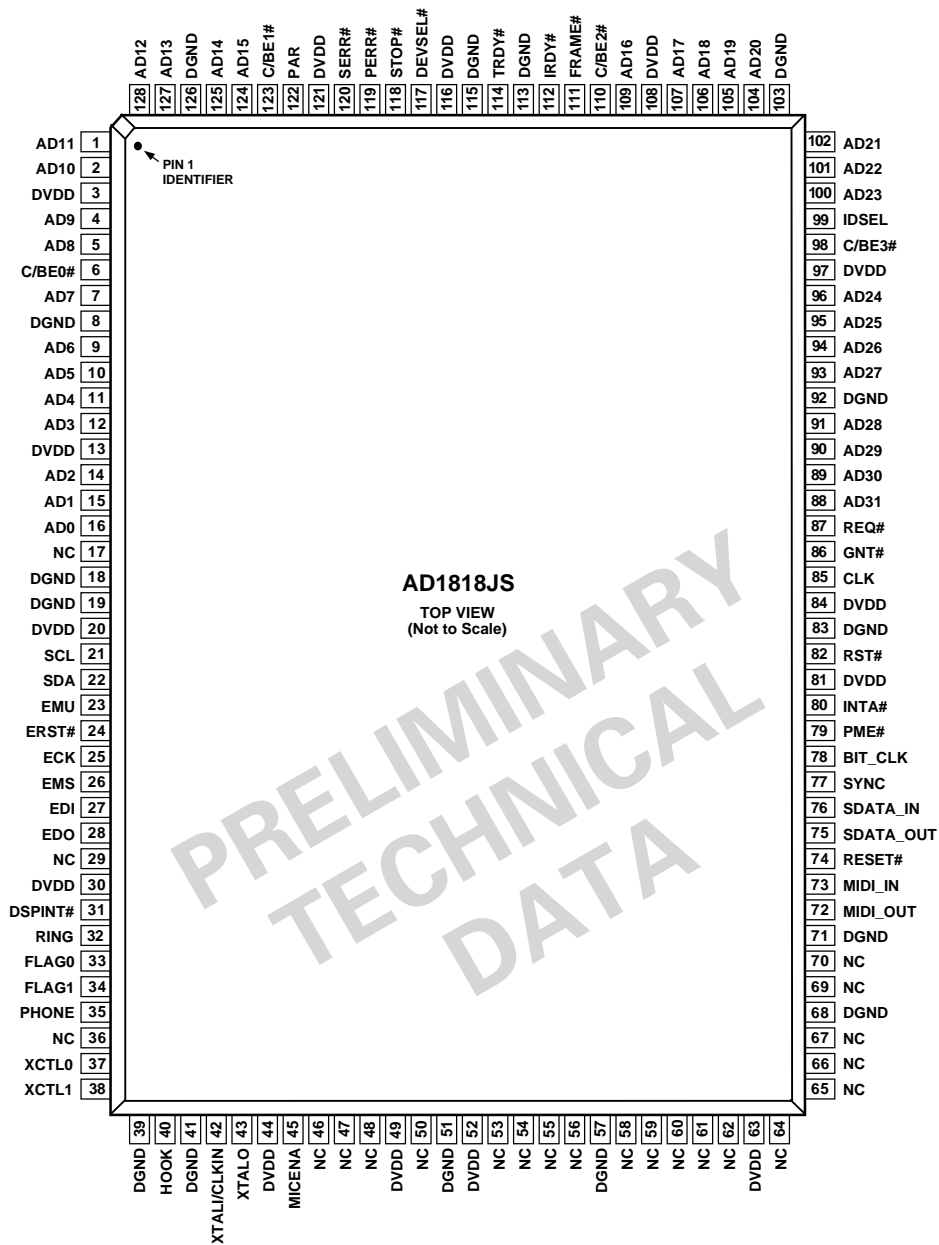 128 AD12
127 AD13
126 DGND
125 AD14
124 AD15
123 C/BE1#
122 PAR
121 DVDD
120 SERR#
119 PERR#
118 STOP#
117 DEVSEL#
116 DVDD
115 DGND
114 TRDY#
113 DGND
112 IRDY#
111 FRAME#
110 C/BE2#
109 AD16
108 DVDD
107 AD17
106 AD18
105 AD19
104 AD20
103 DGND
AD11 1
AD10 2
DVDD 3
AD9 4
AD8 5
C/BE0# 6
AD7 7
DGND 8
AD6 9
AD5 10
AD4 11
AD3 12
DVDD 13
AD2 14
AD1 15
AD0 16
NC 17
DGND 18
DGND 19
DVDD 20
SCL 21
SDA 22
EMU 23
ERST# 24
ECK 25
EMS 26
EDI 27
EDO 28
NC 29
DVDD 30
DSPINT# 31
RING 32
FLAG0 33
FLAG1 34
PHONE 35
NC 36
XCTL0 37
XCTL1 38
PIN 1
IDENTIFIER
AD1818JS
TOP VIEW
(Not to Scale)
PRELIMINARY
TECHNICAL
DATA
102 AD21
101 AD22
100 AD23
99 IDSEL
98 C/BE3#
97 DVDD
96 AD24
95 AD25
94 AD26
93 AD27
92 DGND
91 AD28
90 AD29
89 AD30
88 AD31
87 REQ#
86 GNT#
85 CLK
84 DVDD
83 DGND
82 RST#
81 DVDD
80 INTA#
79 PME#
78 BIT_CLK
77 SYNC
76 SDATA_IN
75 SDATA_OUT
74 RESET#
73 MIDI_IN
72 MIDI_OUT
71 DGND
70 NC
69 NC
68 DGND
67 NC
66 NC
65 NC
DGND 39
HOOK 40
DGND 41
XTALI/CLKIN 42
XTALO 43
DVDD 44
MICENA 45
NC 46
NC 47
NC 48
DVDD 49
NC 50
DGND 51
DVDD 52
NC 53
NC 54
NC 55
NC 56
DGND 57
NC 58
NC 59
NC 60
NC 61
NC 62
DVDD 63
NC 64